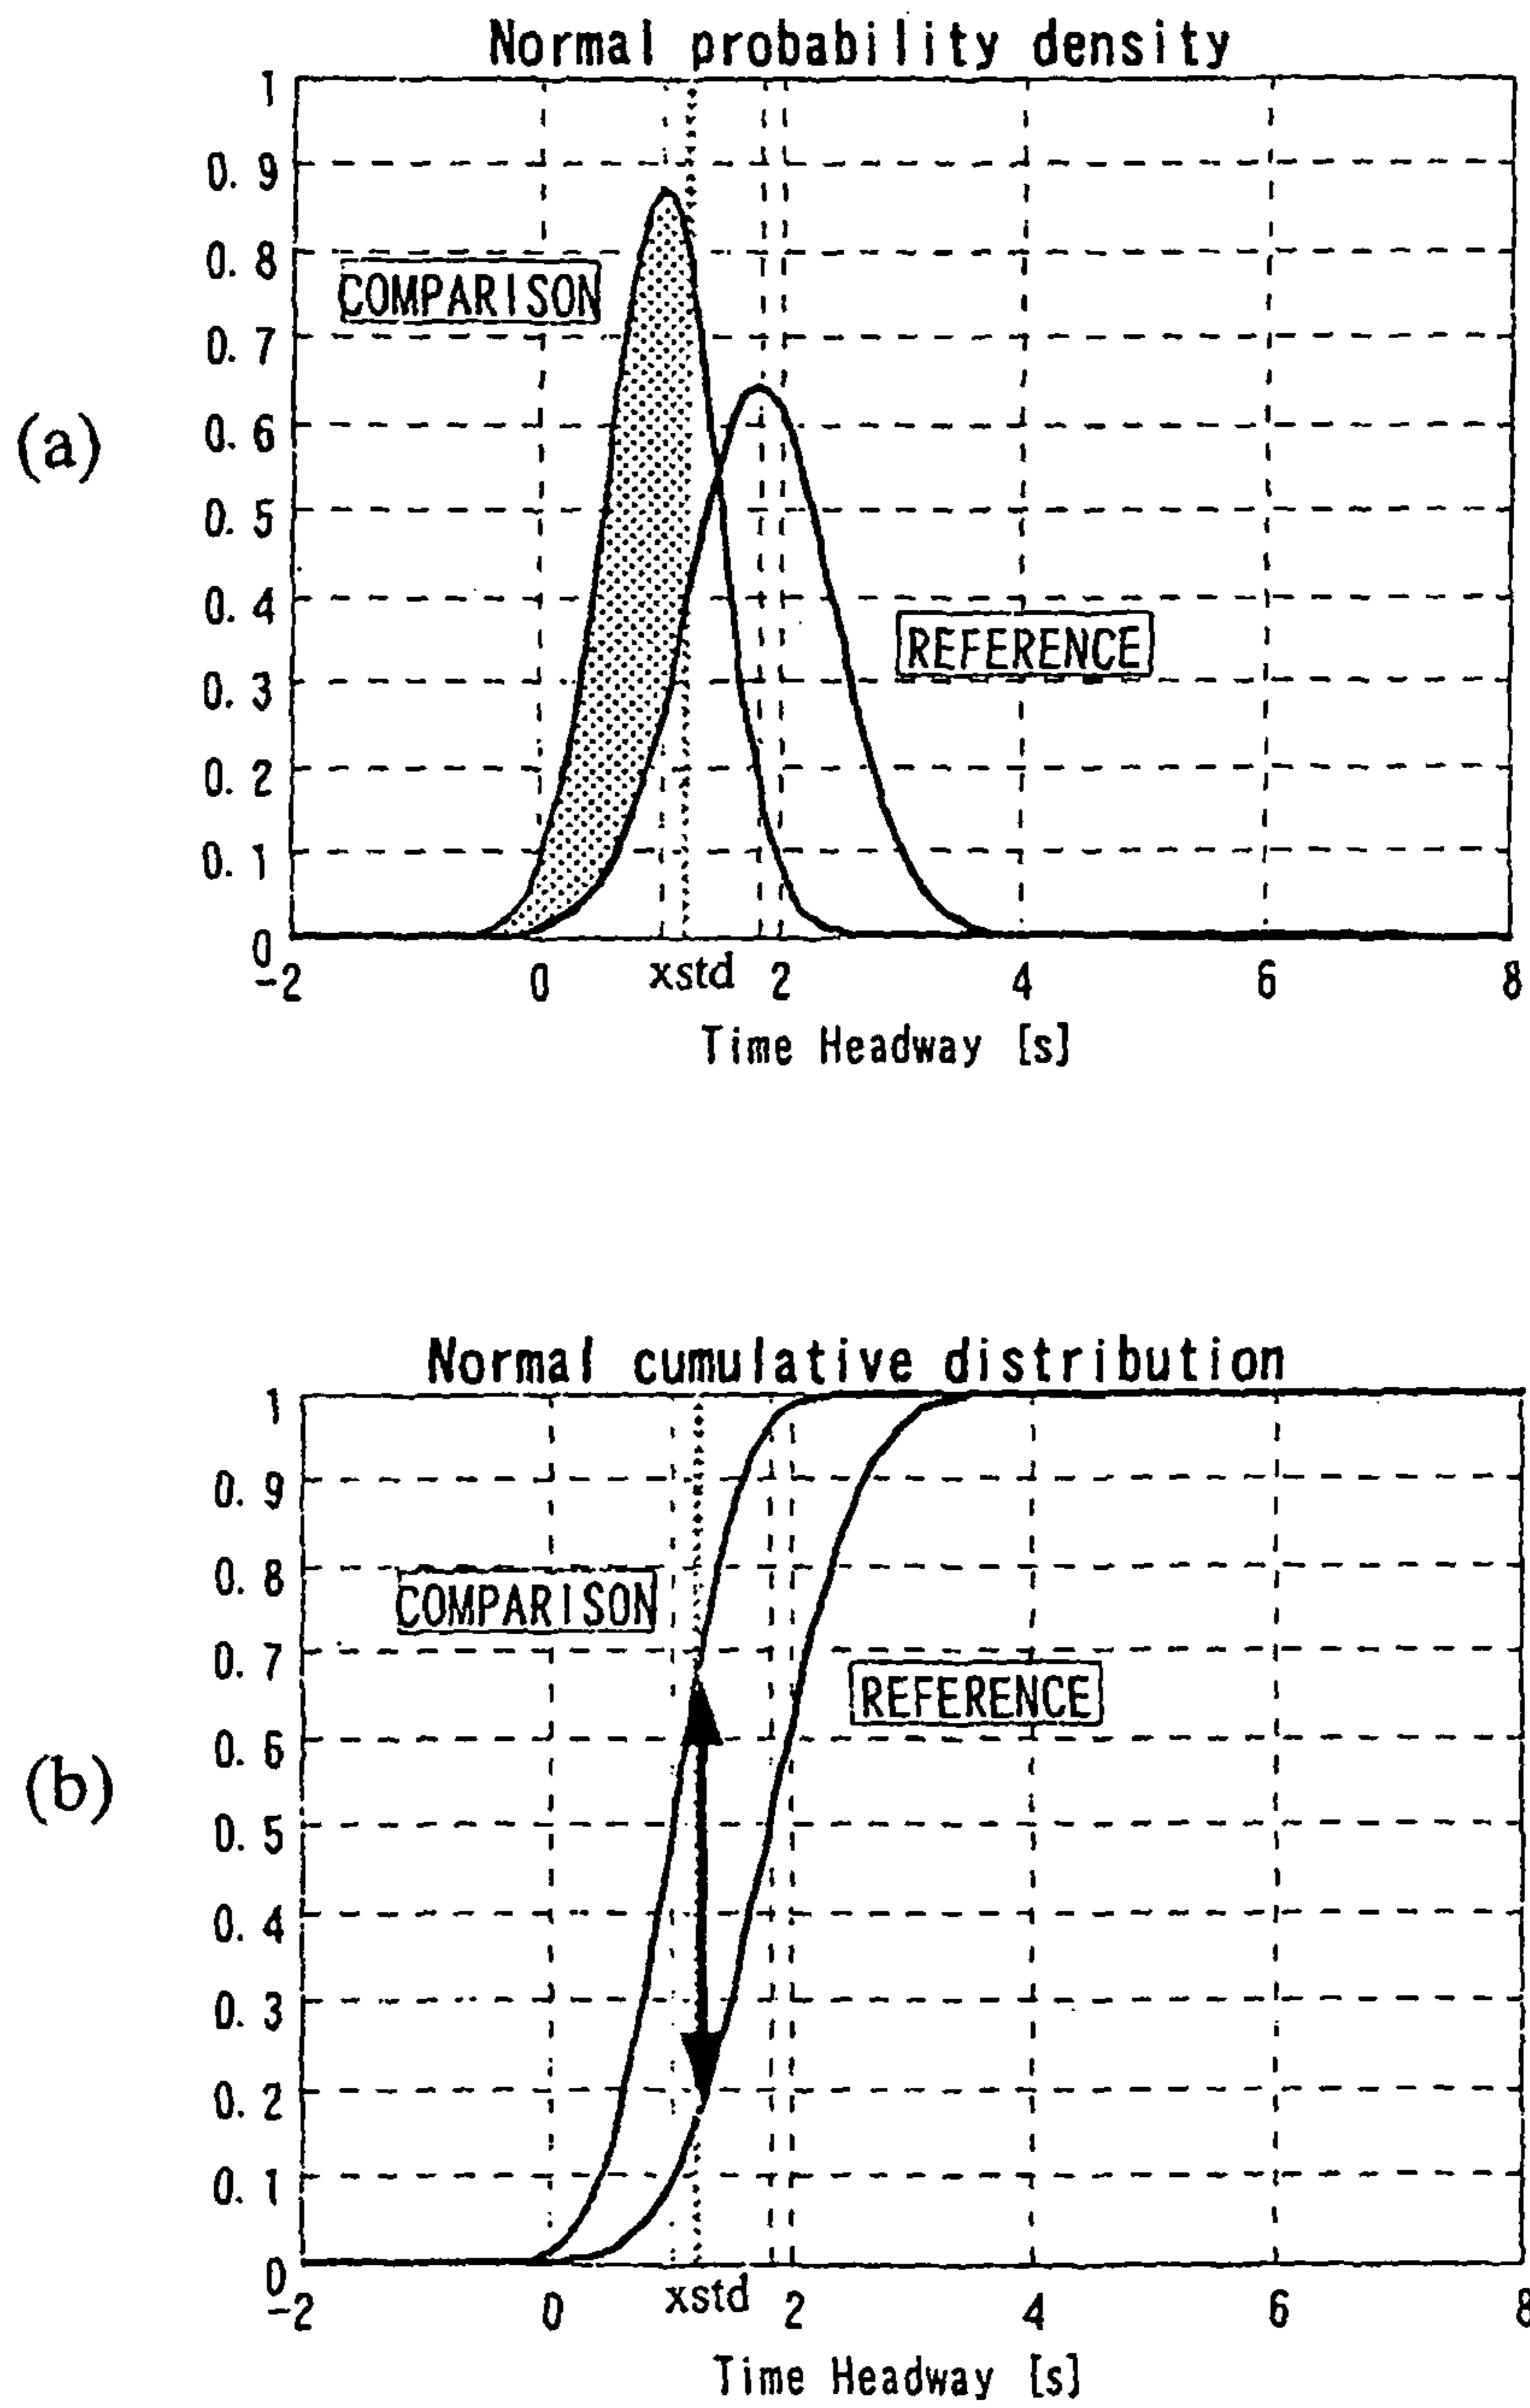 Normal probability density
1
0.9
0.8
COMPARISON
0.7
0.6
(a)
0.5
0.4
REFERENCE
0.3
0.2
0.1
0
-2 0 xstd 2 4 6 8
Time Headway [s]
Normal cumulative distribution
1
0.9
0.8
COMPARISON
0.7
REFERENCE
0.6
(b)
0.5
0.4
0.3
0.2
0.1
0
-2 0 xstd 2 4 6 8
Time Headway [s]